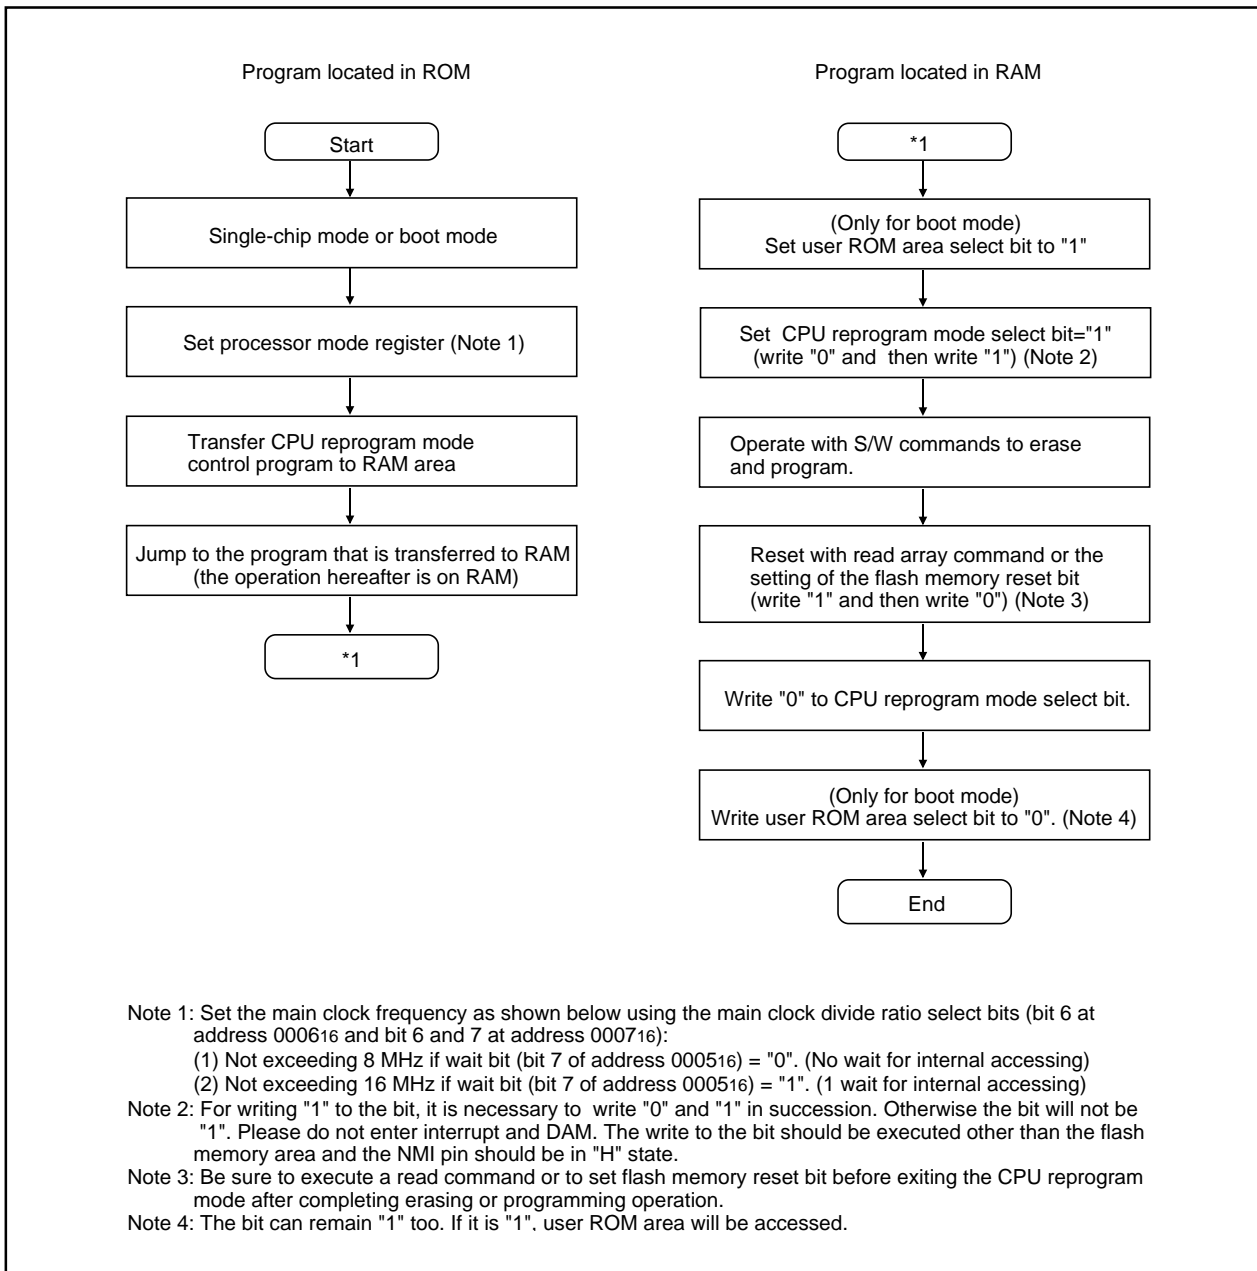 Program located in ROM
Start
Single-chip mode or boot mode
Set processor mode register (Note 1)
Transfer CPU reprogram mode
control program to RAM area
Jump to the program that is transferred to RAM
(the operation hereafter is on RAM)
*1
Program located in RAM
*1
(Only for boot mode)
Set user ROM area select bit to "1"
Set CPU reprogram mode select bit="1"
(write "0" and then write "1") (Note 2)
Operate with S/W commands to erase
and program.
Reset with read array command or the
setting of the flash memory reset bit
(write "1" and then write "0") (Note 3)
Write "0" to CPU reprogram mode select bit.
(Only for boot mode)
Write user ROM area select bit to "0". (Note 4)
End
Note 1: Set the main clock frequency as shown below using the main clock divide ratio select bits (bit 6 at
address 000616 and bit 6 and 7 at address 000716):
(1) Not exceeding 8 MHz if wait bit (bit 7 of address 000516) = "0". (No wait for internal accessing)
(2) Not exceeding 16 MHz if wait bit (bit 7 of address 000516) = "1". (1 wait for internal accessing)
Note 2: For writing "1" to the bit, it is necessary to write "0" and "1" in succession. Otherwise the bit will not be
"1". Please do not enter interrupt and DAM. The write to the bit should be executed other than the flash
memory area and the NMI pin should be in "H" state.
Note 3: Be sure to execute a read command or to set flash memory reset bit before exiting the CPU reprogram
mode after completing erasing or programming operation.
Note 4: The bit can remain "1" too. If it is "1", user ROM area will be accessed.